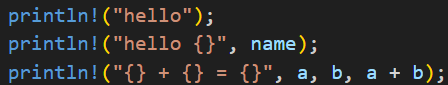 println!("hello");
println!("hello {}", name);
println!("{} + {} = {}", a, b, a + b);